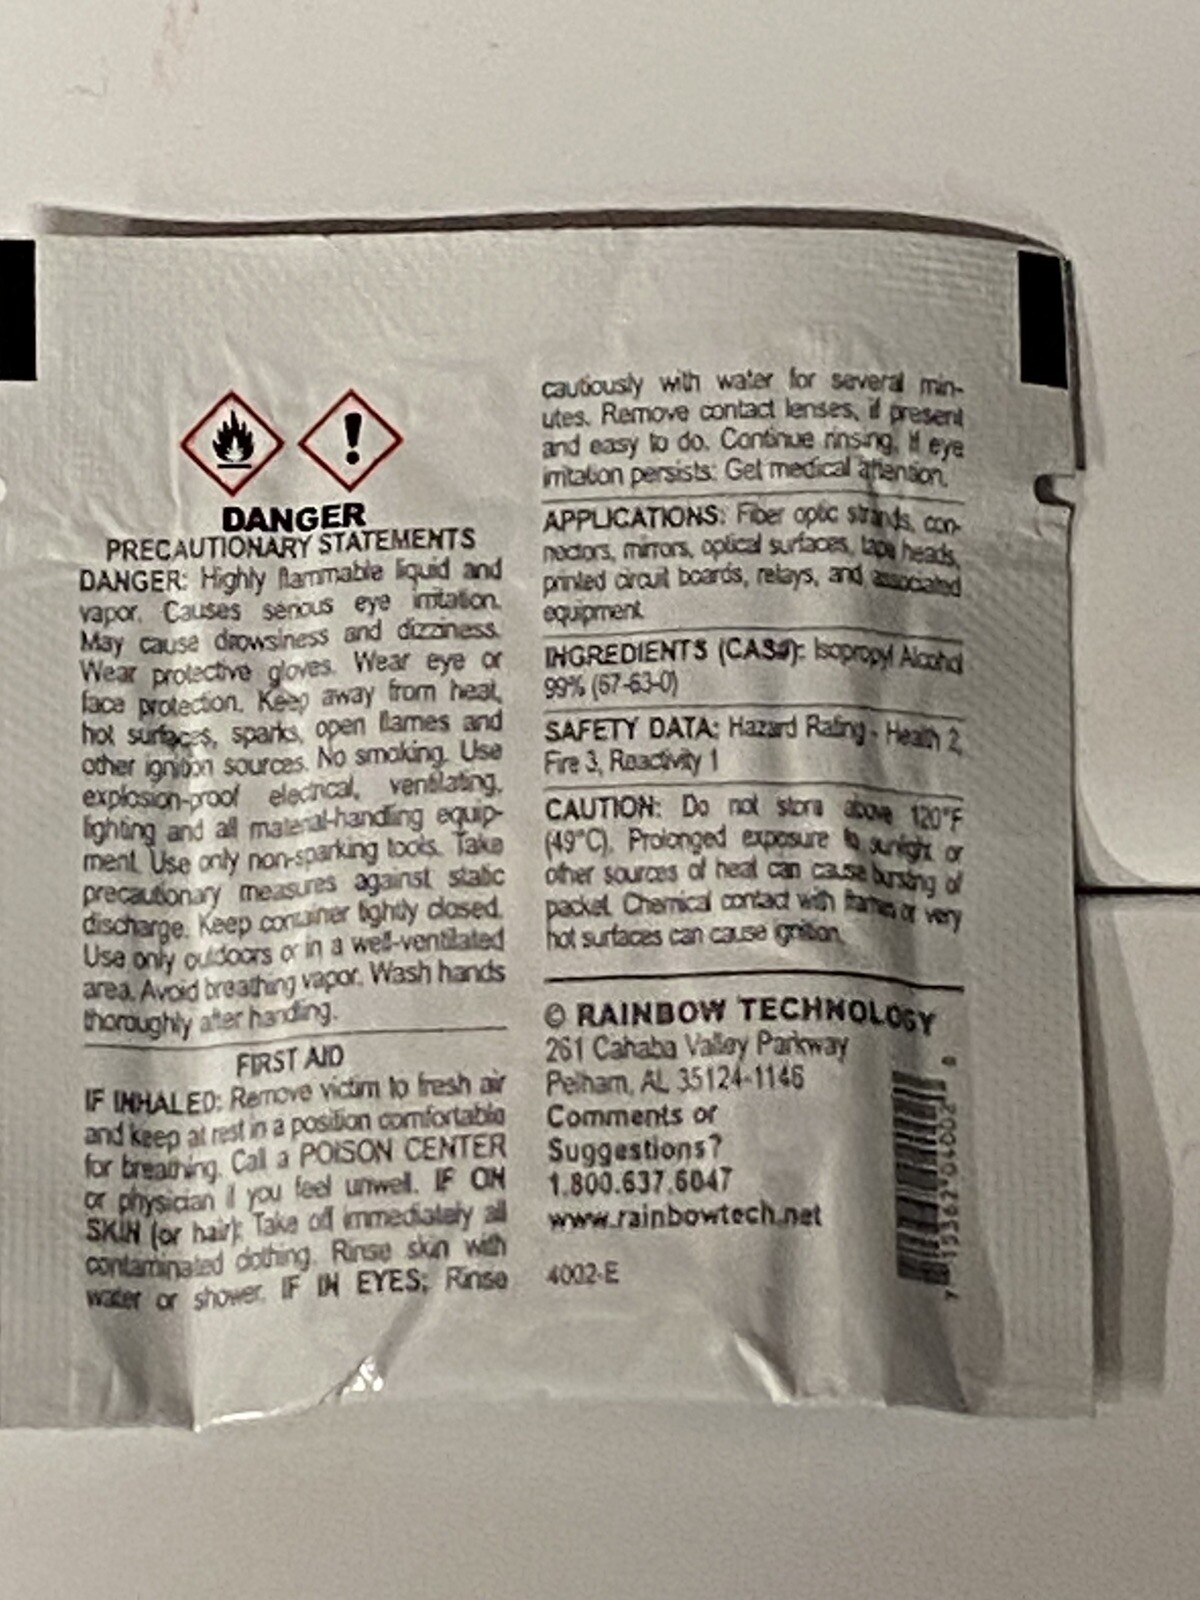 DANGER
PRECAUTIONARY STATEMENTS
DANGER: Highly flammable liquid and
vapor. Causes serious eye irritation.
May cause drowsiness and dizziness.
Wear protective gloves. Wear eye or
face protection. Keep away from heat,
hot surfaces, sparks, open flames and
other ignition sources. No smoking. Use
explosion-proof electrical, ventilating,
lighting and all material-handling equip-
ment. Use only non-sparking tools. Take
precautionary measures against static
discharge. Keep container tightly closed.
Use only outdoors or in a well-ventilated
area. Avoid breathing vapor. Wash hands
thoroughly after handling.
FIRST AID
IF INHALED: Remove victim to fresh air
and keep at rest in a position comfortable
for breathing. Call a POISON CENTER
or physician if you feel unwell. IF ON
SKIN (or hair): Take off immediately all
contaminated clothing. Rinse skin with
water or shower. IF IN EYES: Rinse
cautiously with water for several min-
utes. Remove contact lenses, if present
and easy to do. Continue rinsing. If eye
irritation persists: Get medical attention.
APPLICATIONS: Fiber optic strands, con-
nectors, mirrors, optical surfaces, tape heads,
printed circuit boards, relays, and associated
equipment.
INGREDIENTS (CAS#): Isopropyl Alcohol
99% (67-63-0)
SAFETY DATA: Hazard Rating - Health 2,
Fire 3, Reactivity 1
CAUTION: Do not store above 120°F
(49°C). Prolonged exposure to sunlight or
other sources of heat can cause bursting of
packet. Chemical contact with flames or very
hot surfaces can cause ignition.
© RAINBOW TECHNOLOGY
261 Cahaba Valley Parkway
Pelham, AL 35124-1146
Comments or
Suggestions?
1.800.637.6047
www.rainbowtech.net
4002-E